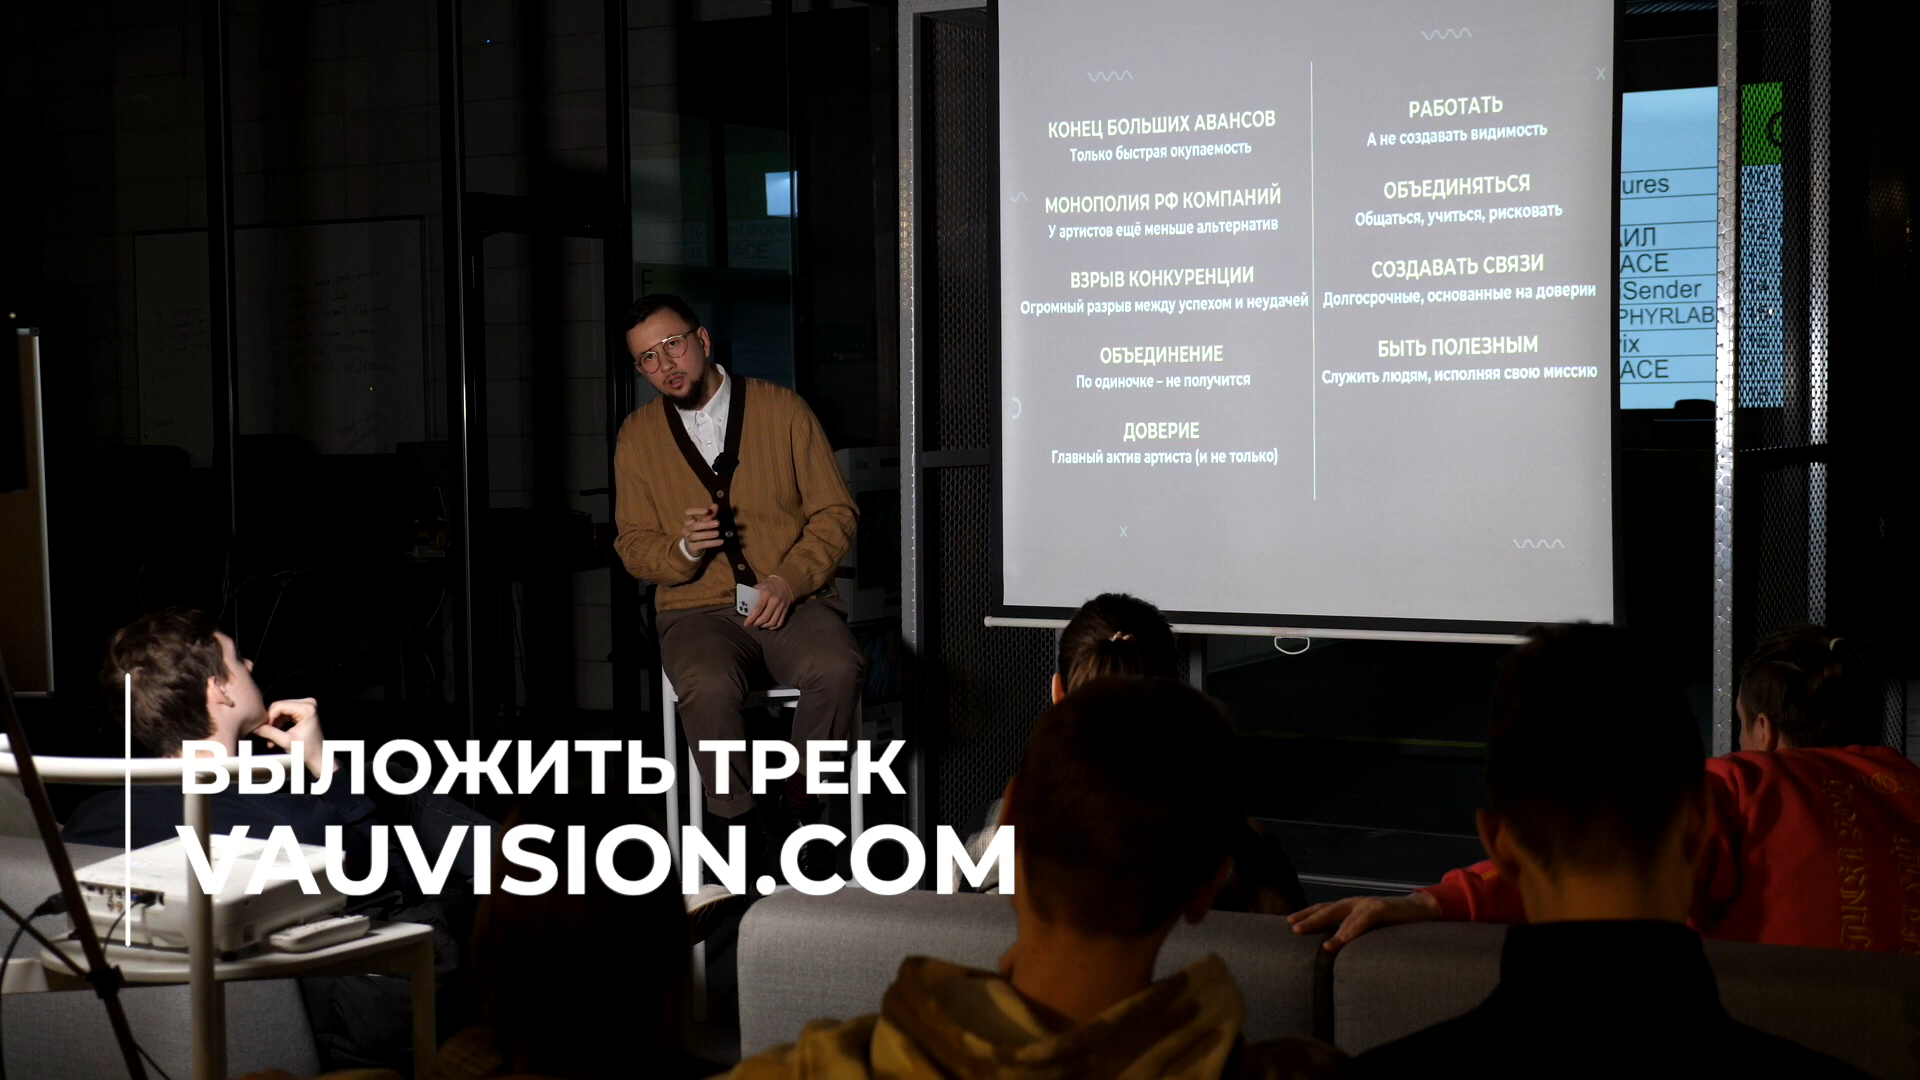 КОНЕЦ БОЛЬШИХ АВАНСОВ
Только быстрая окупаемость
МОНОПОЛИЯ РФ КОМПАНИЙ
У артистов ещё меньше альтернатив
ВЗРЫВ КОНКУРЕНЦИИ
Огромный разрыв между успехом и неудачей
ОБЪЕДИНЕНИЕ
По одиночке – не получится
ДОВЕРИЕ
Главный актив артиста (и не только)
РАБОТАТЬ
А не создавать видимость
ОБЪЕДИНЯТЬСЯ
Общаться, учиться, рисковать
СОЗДАВАТЬ СВЯЗИ
Долгосрочные, основанные на доверии
БЫТЬ ПОЛЕЗНЫМ
Служить людям, исполняя свою миссию
ures
ИЛ
ACE
Sender
PHYRLAB
ix
ACE
ВЫЛОЖИТЬ ТРЕК
VAUVISION.COM